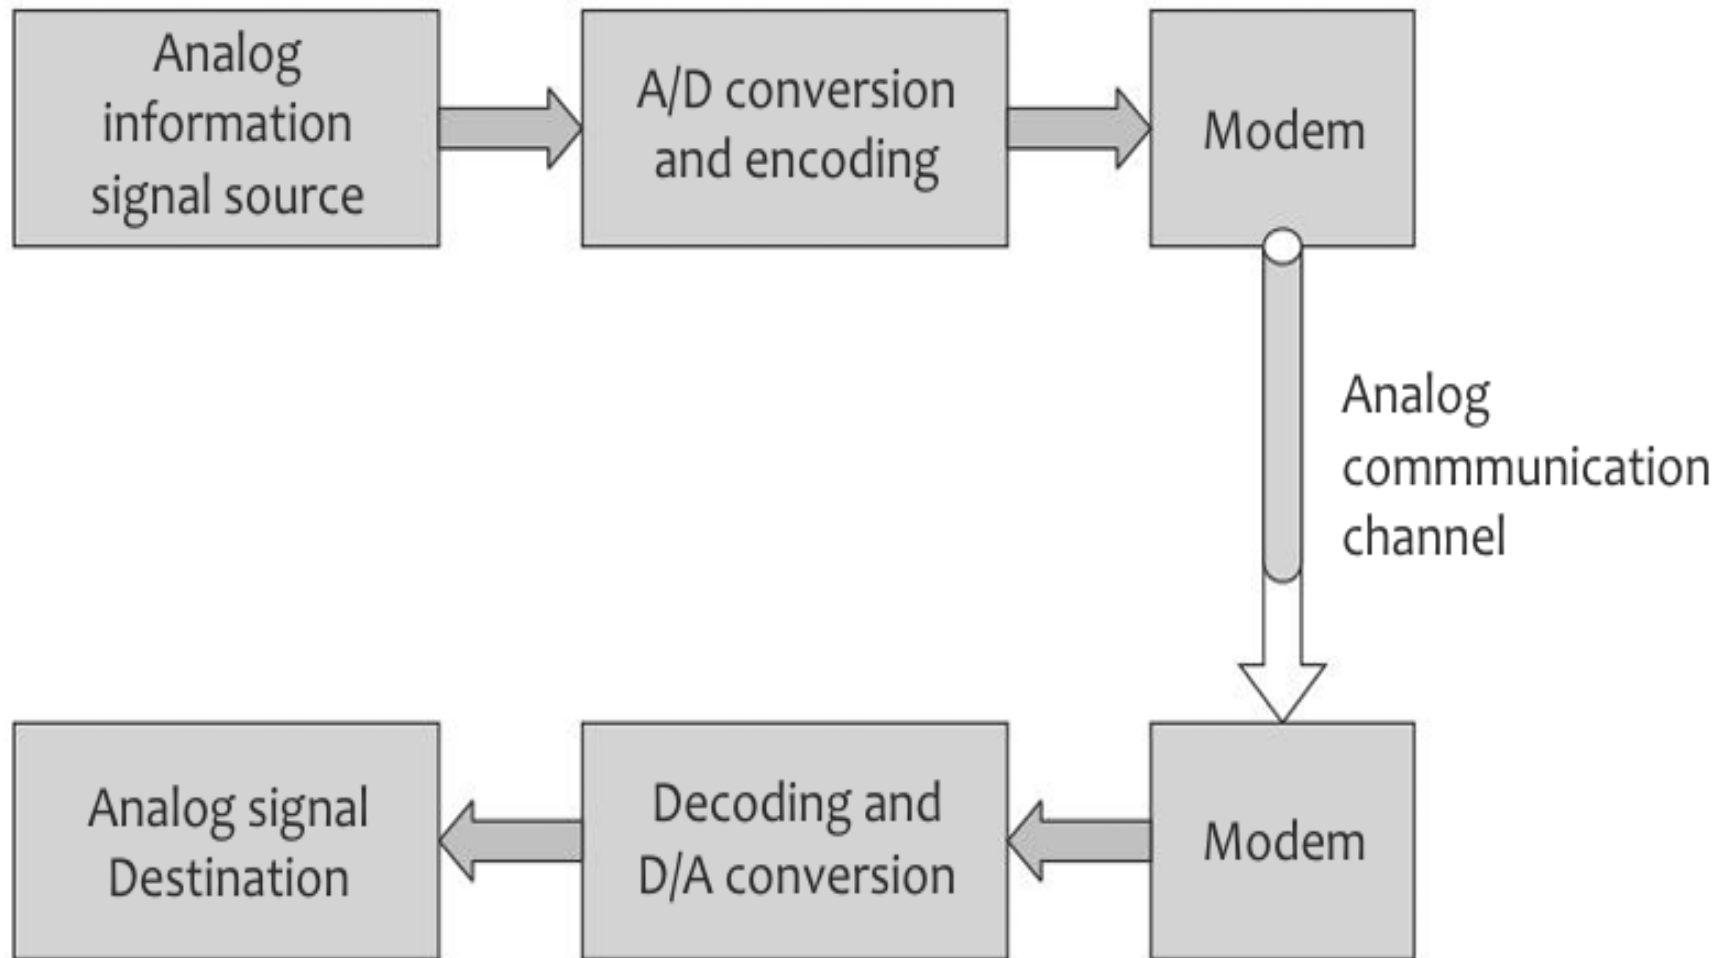 Analog
information
signal source
A/D conversion
and encoding
Modem
Analog
commmunication
channel
Analog signal
Destination
Decoding and
D/A conversion
Modem